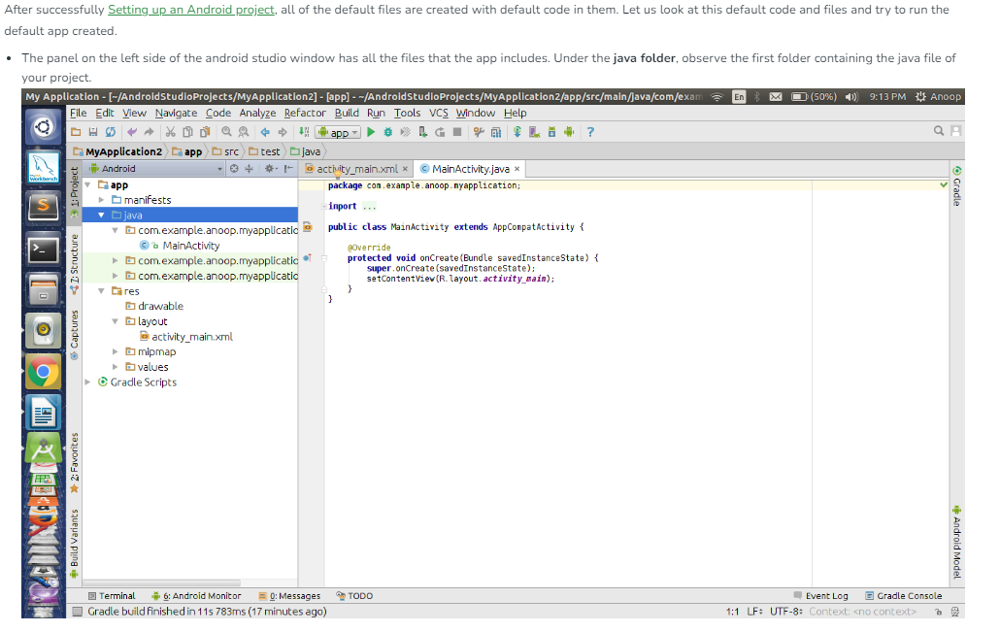 After successfully Setting up an Android project, all of the default files are created with default code in them. Let us look at this default code and files and try to run the
default app created.
• The panel on the left side of the android studio window has all the files that the app includes. Under the java folder, observe the first folder containing the java file of
your project.
My Application - [~/AndroidStudioProjects/MyApplication2] - [app] - ~/AndroidStudioProjects/MyApplication2/app/src/main/java/com/exam En (50%) 9:13 PM Anoop
File Edit View Navigate Code Analyze Refactor Build Run Tools VCS Window Help
app
MyApplication2 app src test java
Android activity_main.xml MainActivity.java
1: Project
Z: Structure
Captures
2: Favorites
Build Variants
app
manifests
java
com.example.anoop.myapplicatio
MainActivity
com.example.anoop.myapplicatio
com.example.anoop.myapplicatio
res
drawable
layout
activity_main.xml
mipmap
values
Gradle Scripts
package com.example.anoop.myapplication;
import ...
public class MainActivity extends AppCompatActivity {
@Override
protected void onCreate(Bundle savedInstanceState) {
super.onCreate(savedInstanceState);
setContentView(R.layout.activity_main);
}
}
Gradle
Android Model
Workbench
Terminal 6: Android Monitor 0: Messages TODO Event Log Gradle Console
Gradle build finished in 11s 783ms (17 minutes ago) 1:1 LF÷ UTF-8÷ Context: <no context>